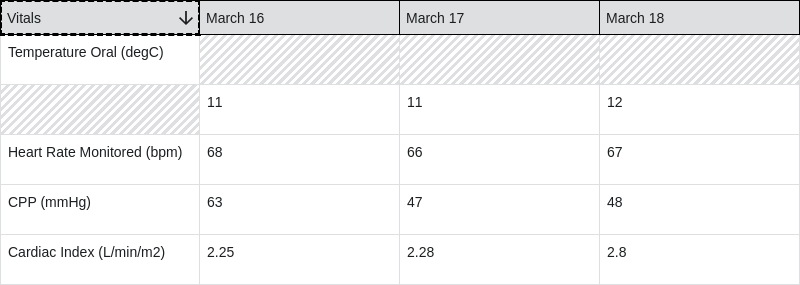 Vitals March 16 March 17 March 18
Temperature Oral (degC)
11 11 12
Heart Rate Monitored (bpm) 68 66 67
CPP (mmHg) 63 47 48
Cardiac Index (L/min/m2) 2.25 2.28 2.8